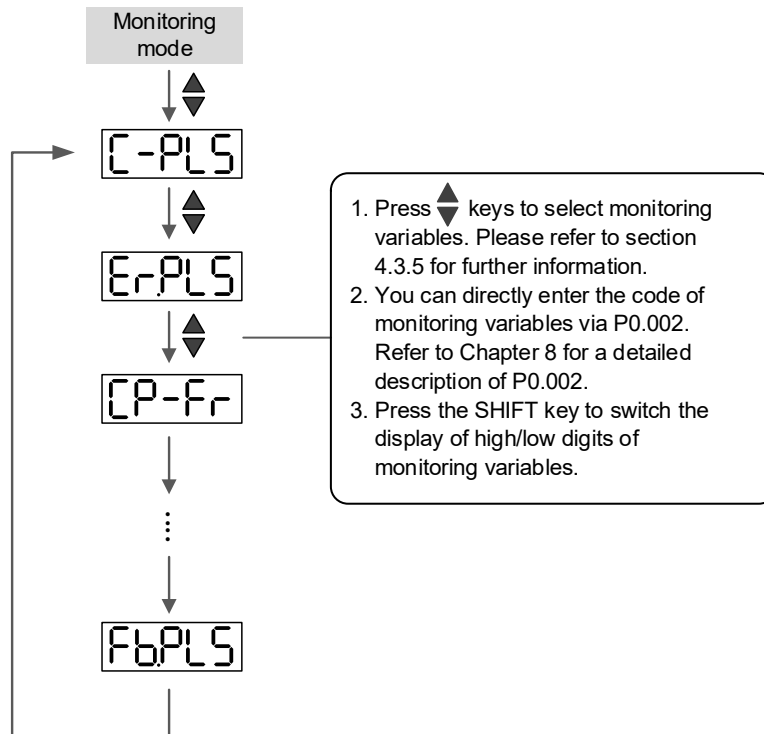 Monitoring
mode
C-PLS
Er.PLS
CP-Fr
Fb.PLS
1. Press keys to select monitoring
variables. Please refer to section
4.3.5 for further information.
2. You can directly enter the code of
monitoring variables via P0.002.
Refer to Chapter 8 for a detailed
description of P0.002.
3. Press the SHIFT key to switch the
display of high/low digits of
monitoring variables.